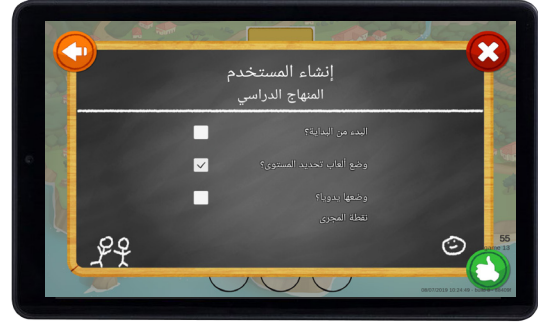 إنشاء المستخدم
المنهاج الدراسي
البدء من البداية؟
وضع ألعاب تحديد المستوى؟
وضعها يدويا؟
نقطة المجرى
55